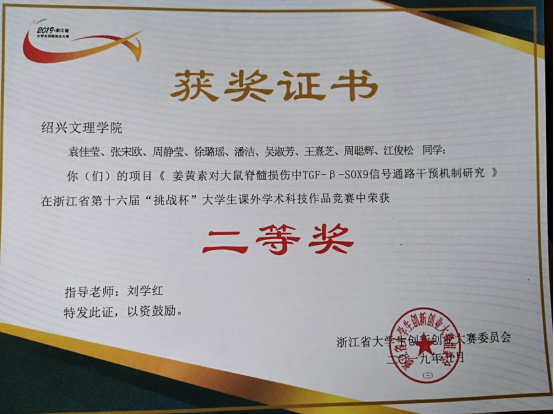 2019·浙江省
获奖证书
绍兴文理学院
袁佳莹、张宋欧、周静莹、徐璐瑶、潘洁、吴淑芳、王熹芝、周聪辉、江俊松 同学:
你（们）的项目《 姜黄素对大鼠脊髓损伤中TGF-β-SOX9信号通路干预机制研究 》
在浙江省第十六届“挑战杯”大学生课外学术科技作品竞赛中荣获
二等奖
指导老师: 刘学红
特发此证，以资鼓励。
浙江省大学生创新创业大赛委员会
二〇一九年 月